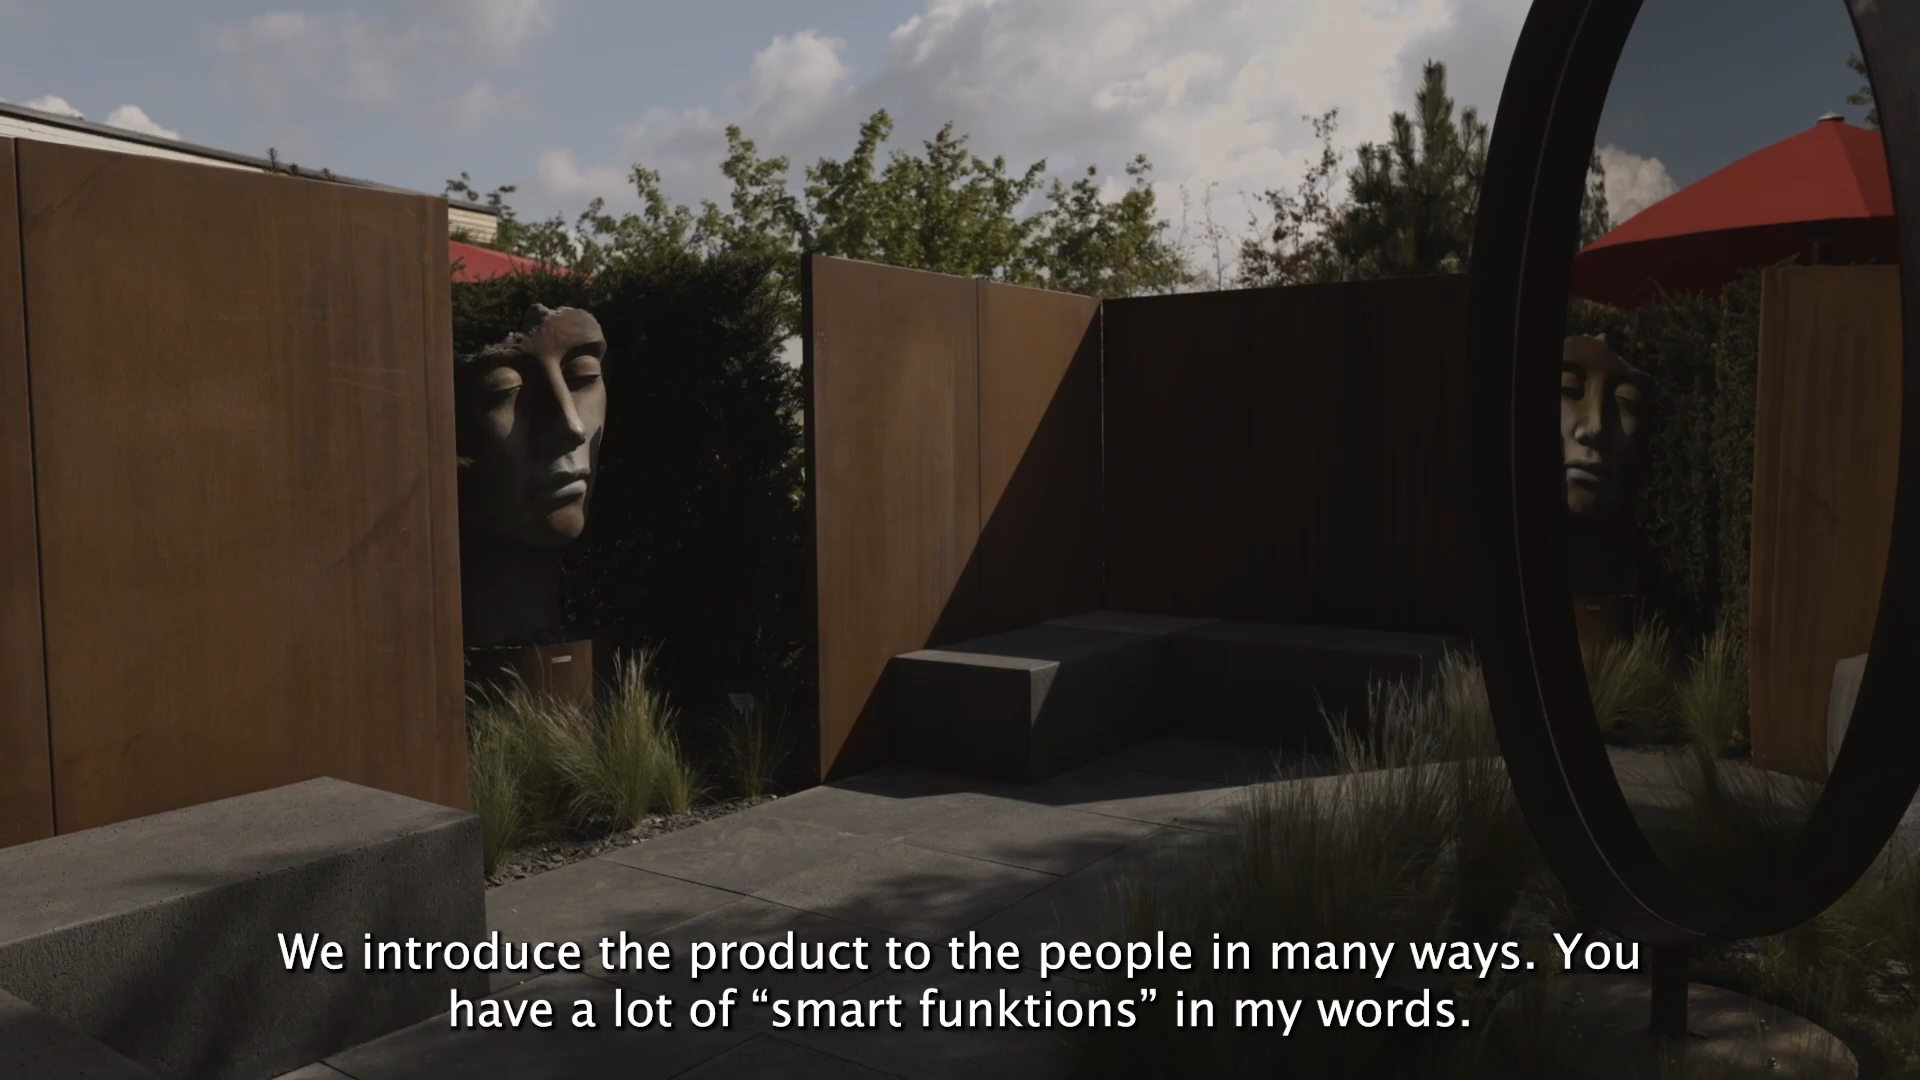 We introduce the product to the people in many ways. You
have a lot of “smart funktions” in my words.